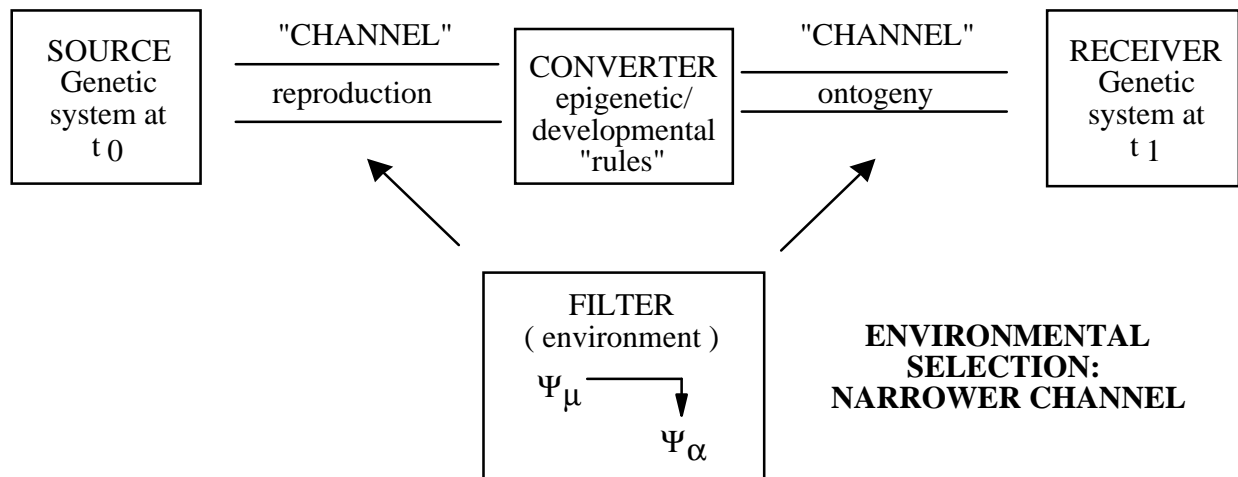 SOURCE
Genetic
system at
t 0
"CHANNEL"
reproduction
CONVERTER
epigenetic/
developmental
"rules"
"CHANNEL"
ontogeny
RECEIVER
Genetic
system at
t 1
FILTER
( environment )
Ψμ
Ψα
ENVIRONMENTAL
SELECTION:
NARROWER CHANNEL